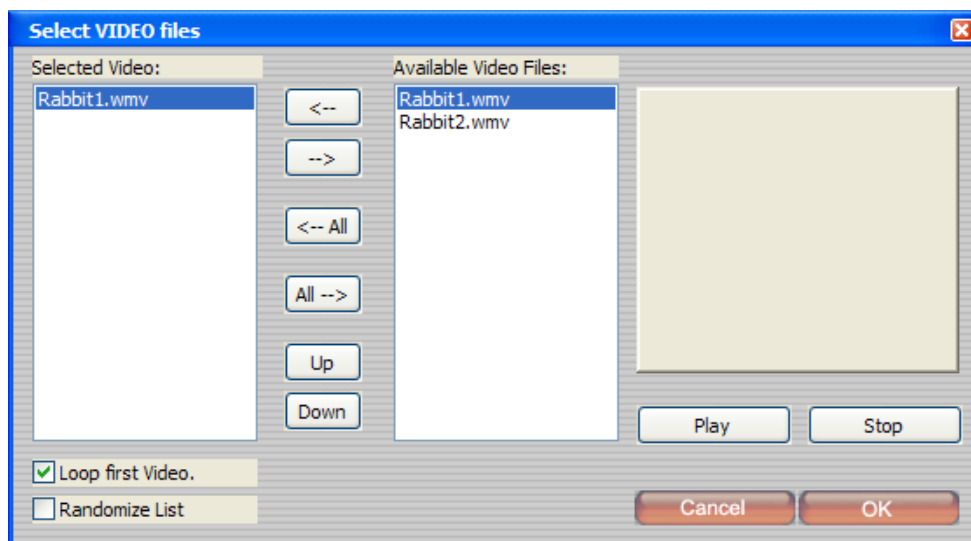 Select VIDEO files
Selected Video:
Available Video Files:
Rabbit1.wmv
<--
Rabbit1.wmv
Rabbit2.wmv
-->
<-- All
All -->
Up
Down
Play
Stop
Loop first Video.
Randomize List
Cancel
OK